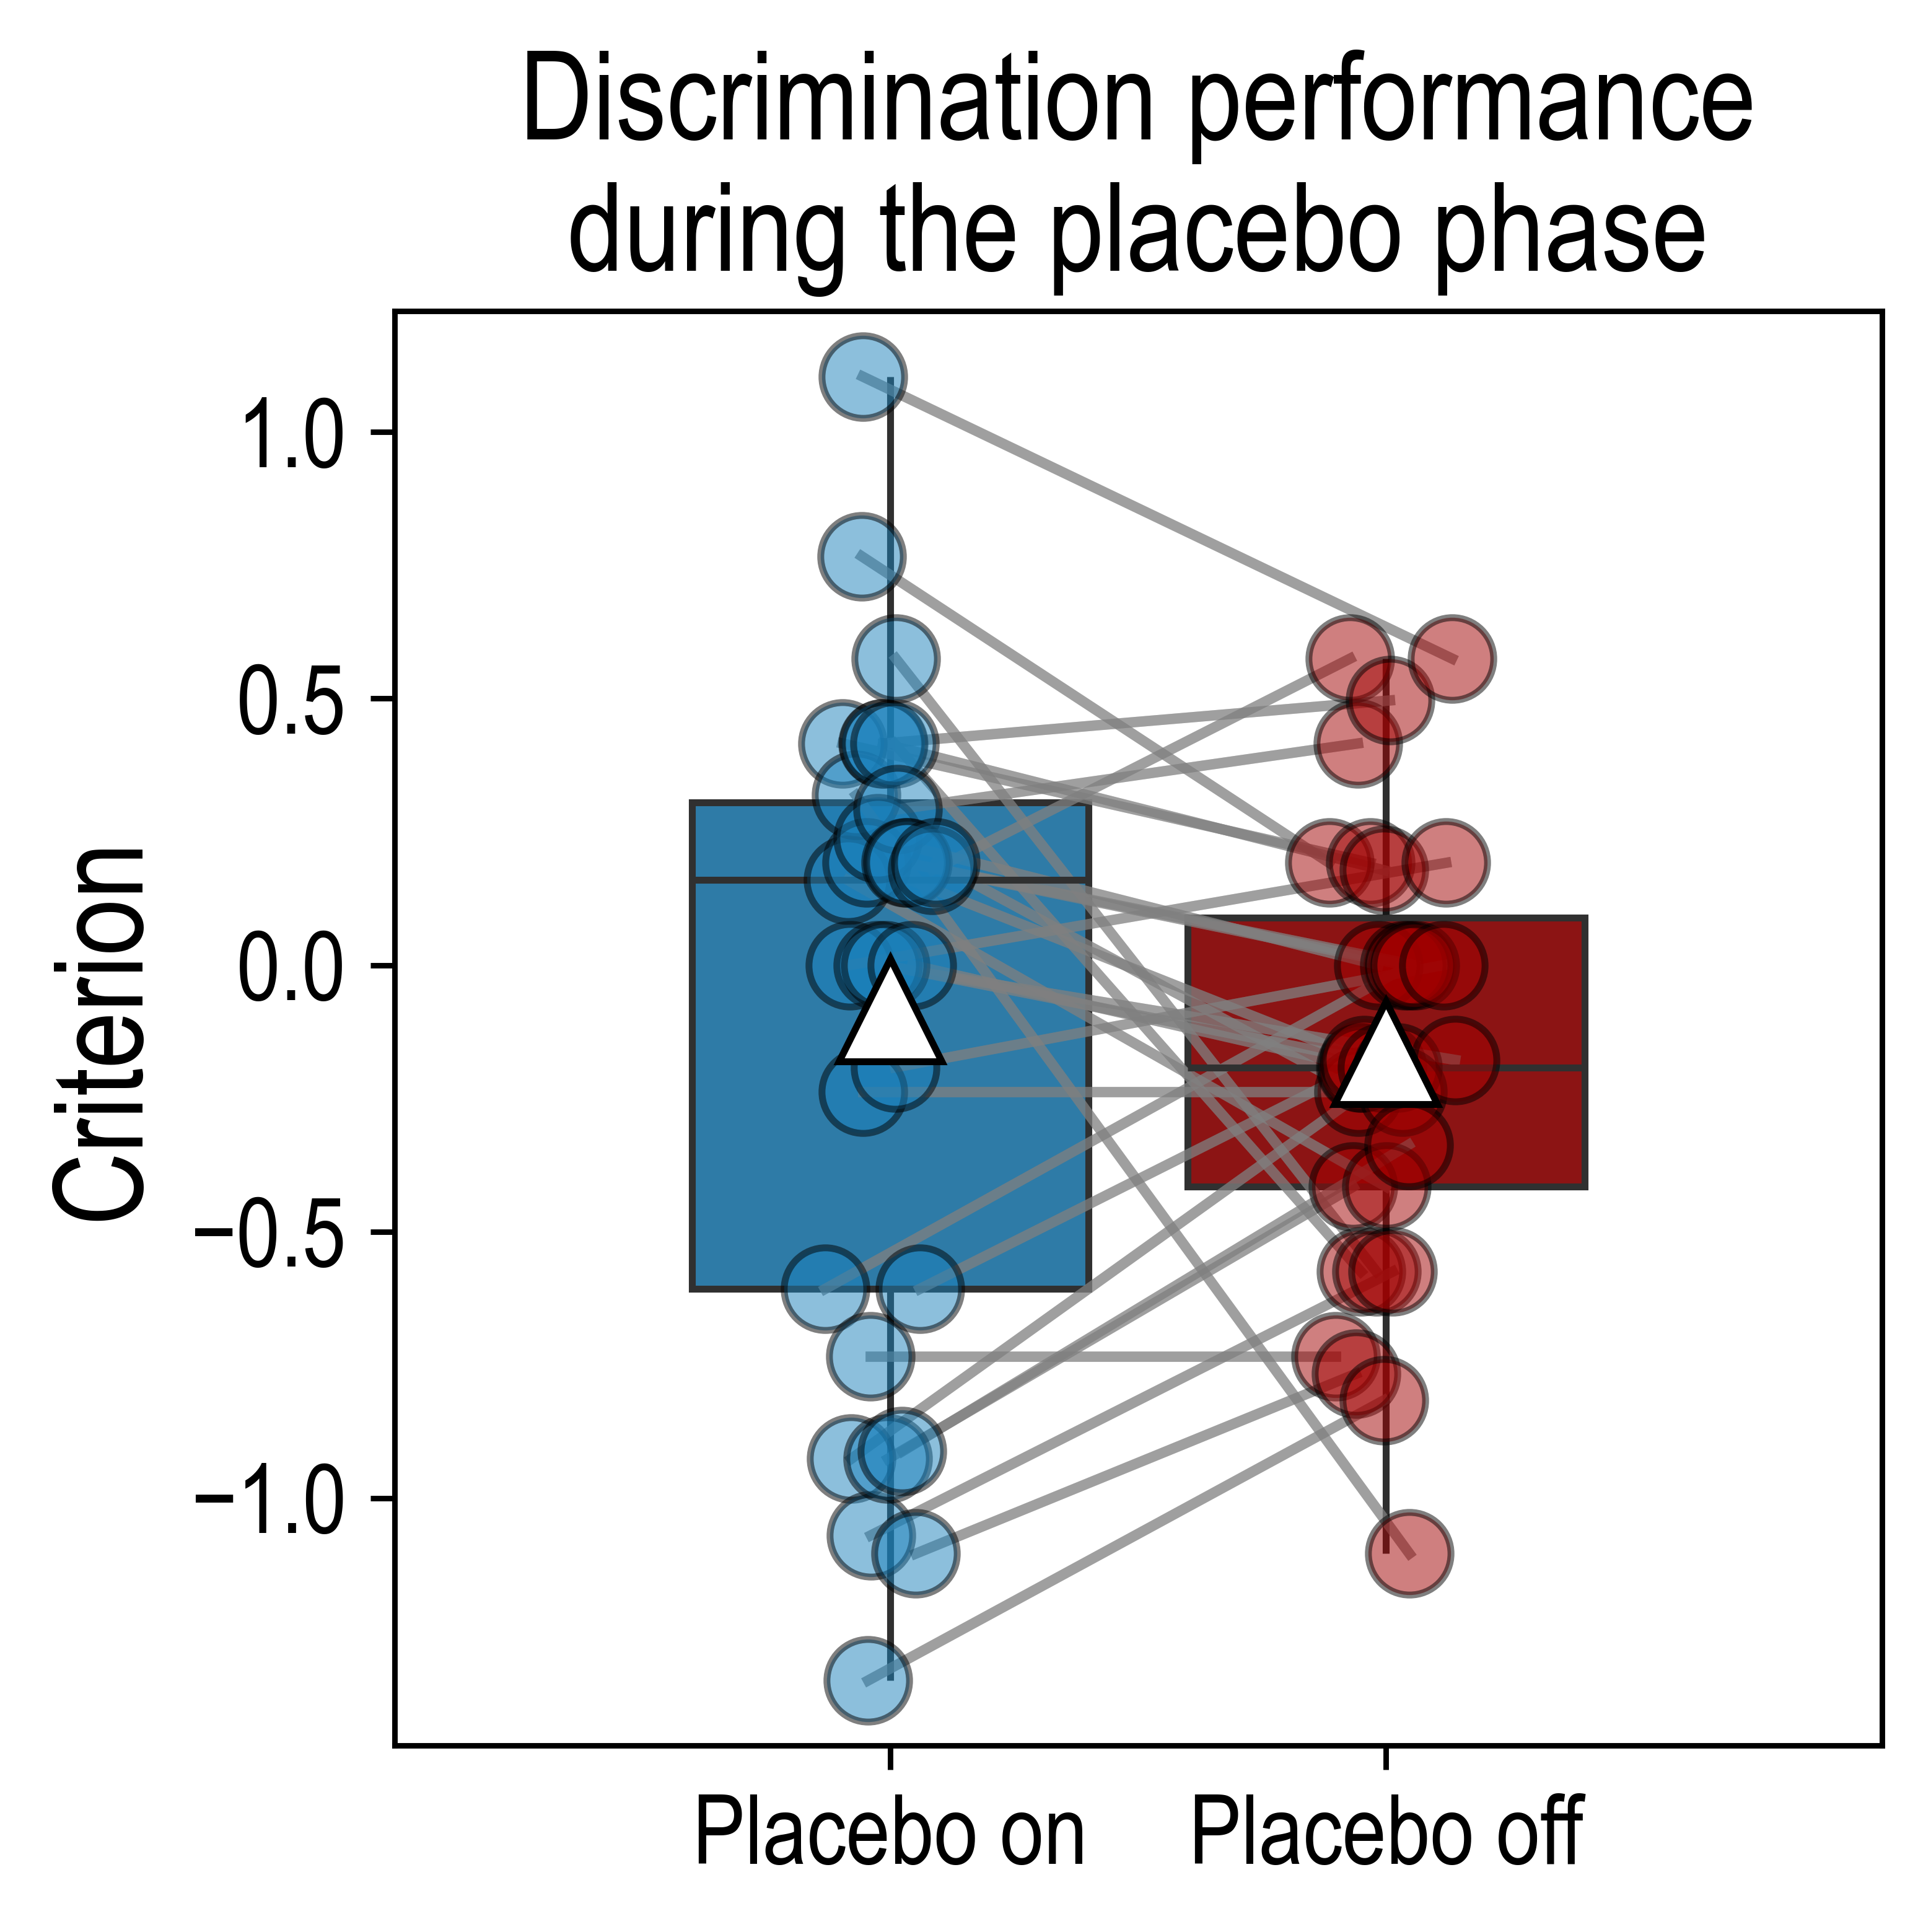 Discrimination performance
during the placebo phase
Criterion
1.0
0.5
0.0
−0.5
−1.0
Placebo on
Placebo off